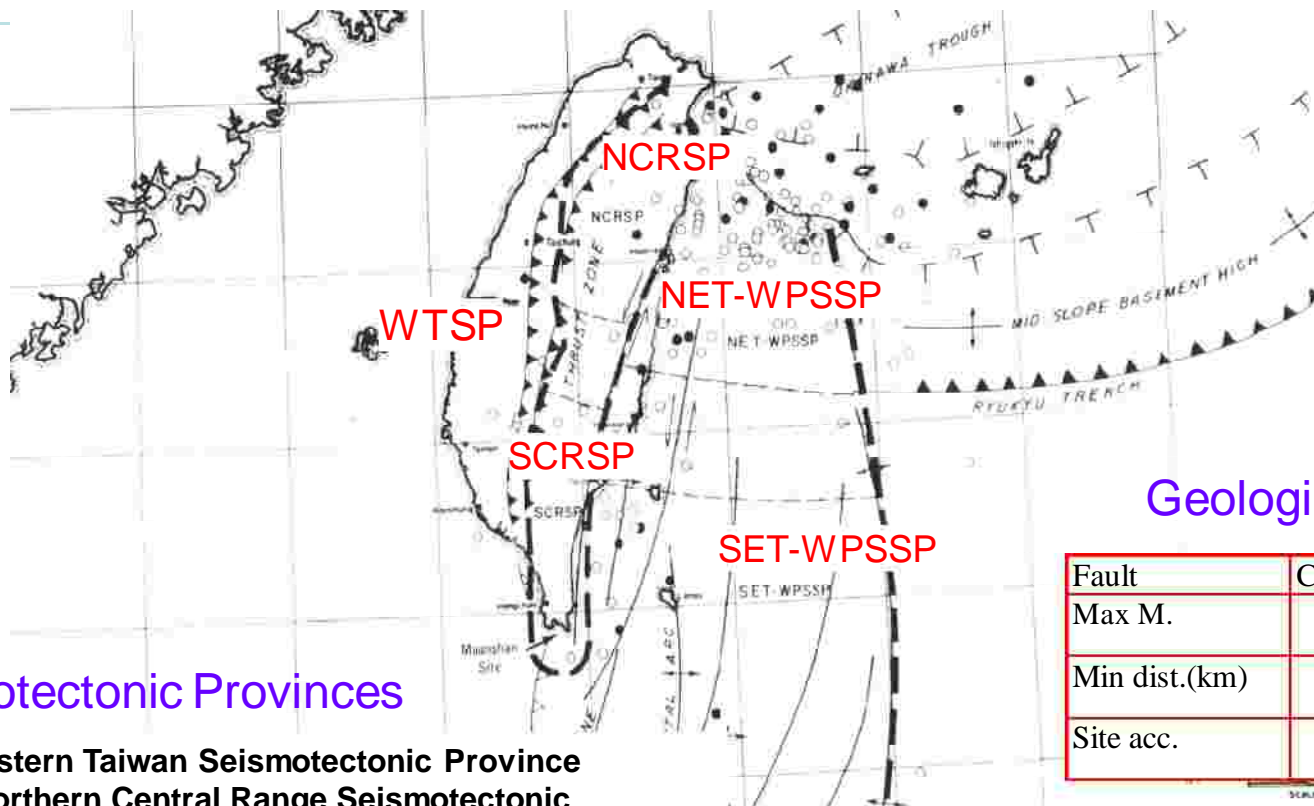 OKINAWA TROUGH
NCRSP
NCRSP
ZONE
THRUST
WTSP
NET-WPSSP
NET-WPSSP
MID SLOPE BASEMENT HIGH
RYUKYU TRENCH
SCRSP
SCRSP
SET-WPSSP
SET-WPSSP
Maanshan
Site
ARC
Geologi
Fault C
Max M.
Min dist.(km)
Site acc.
otectonic Provinces
stern Taiwan Seismotectonic Province
orthern Central Range Seismotectonic